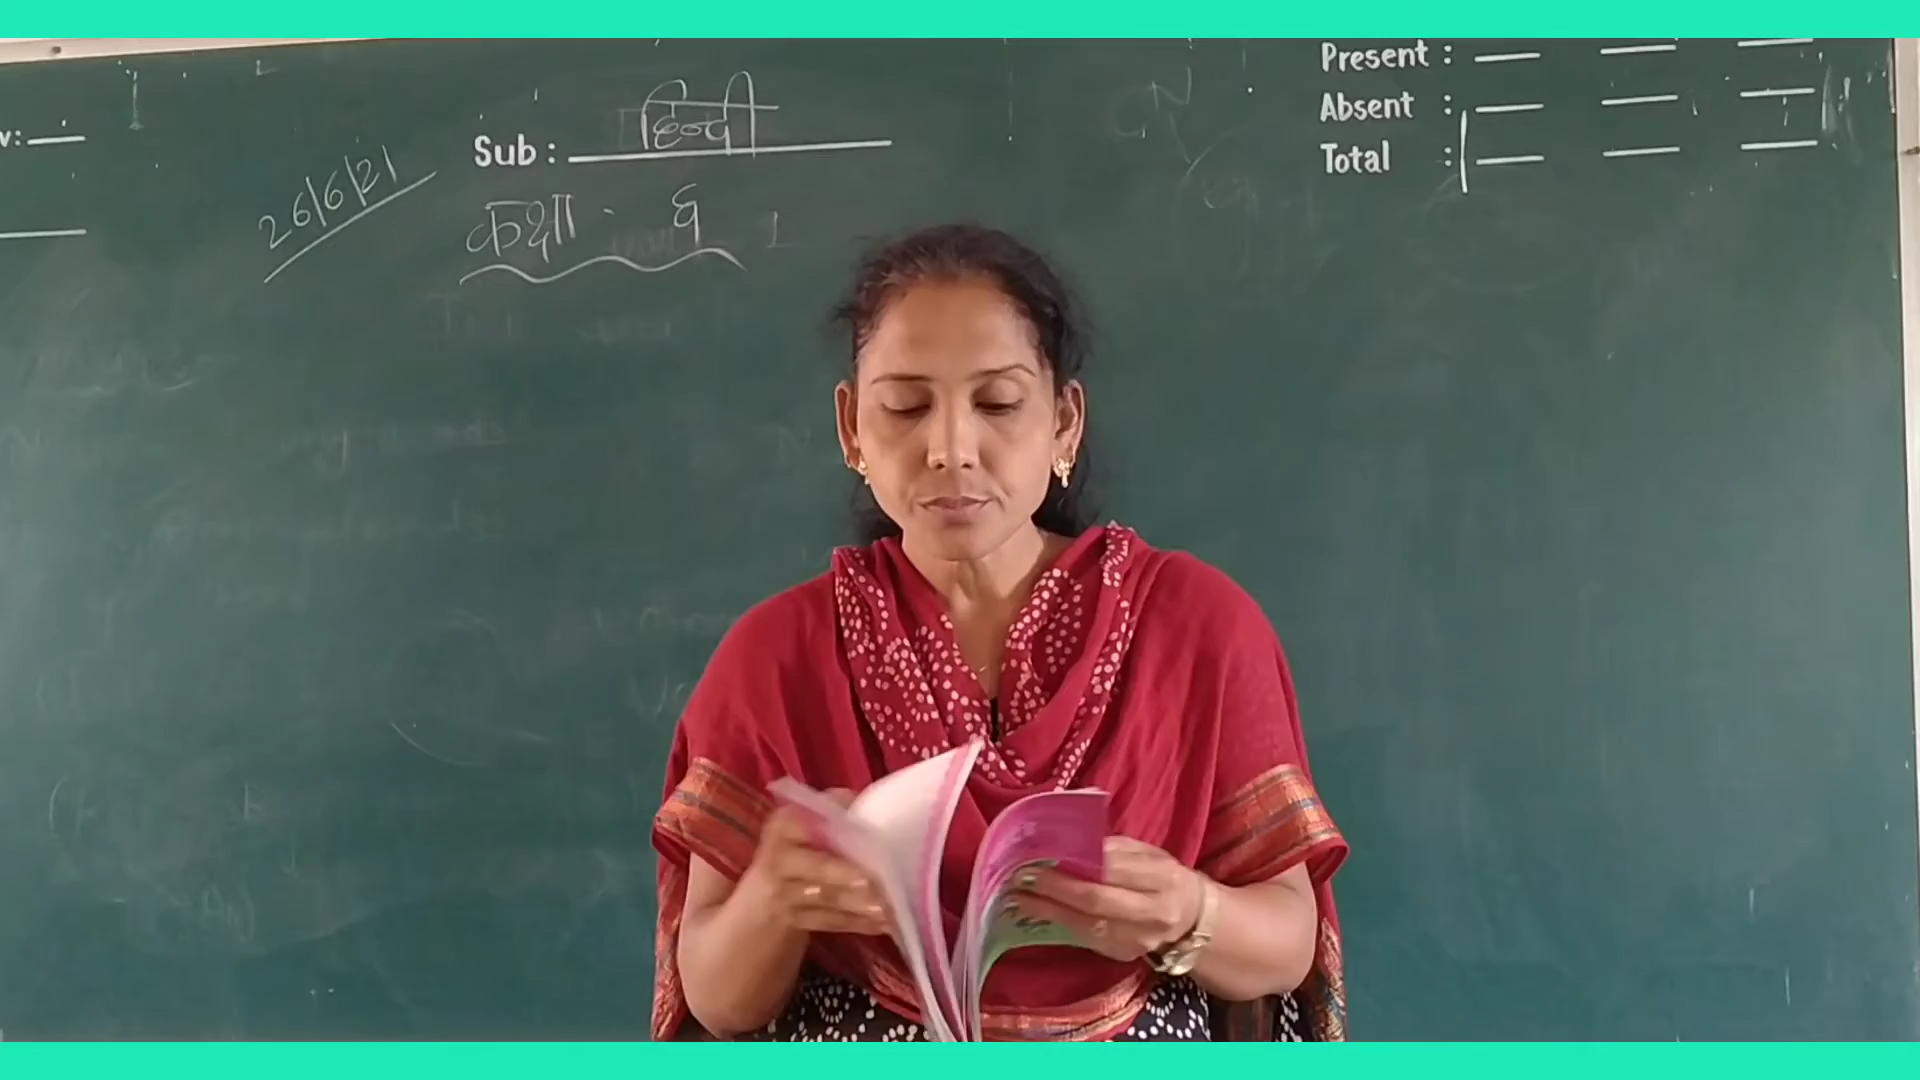 Present :
Absent :
Total :
Sub : हिन्दी
26/6/21
कक्षा - ६